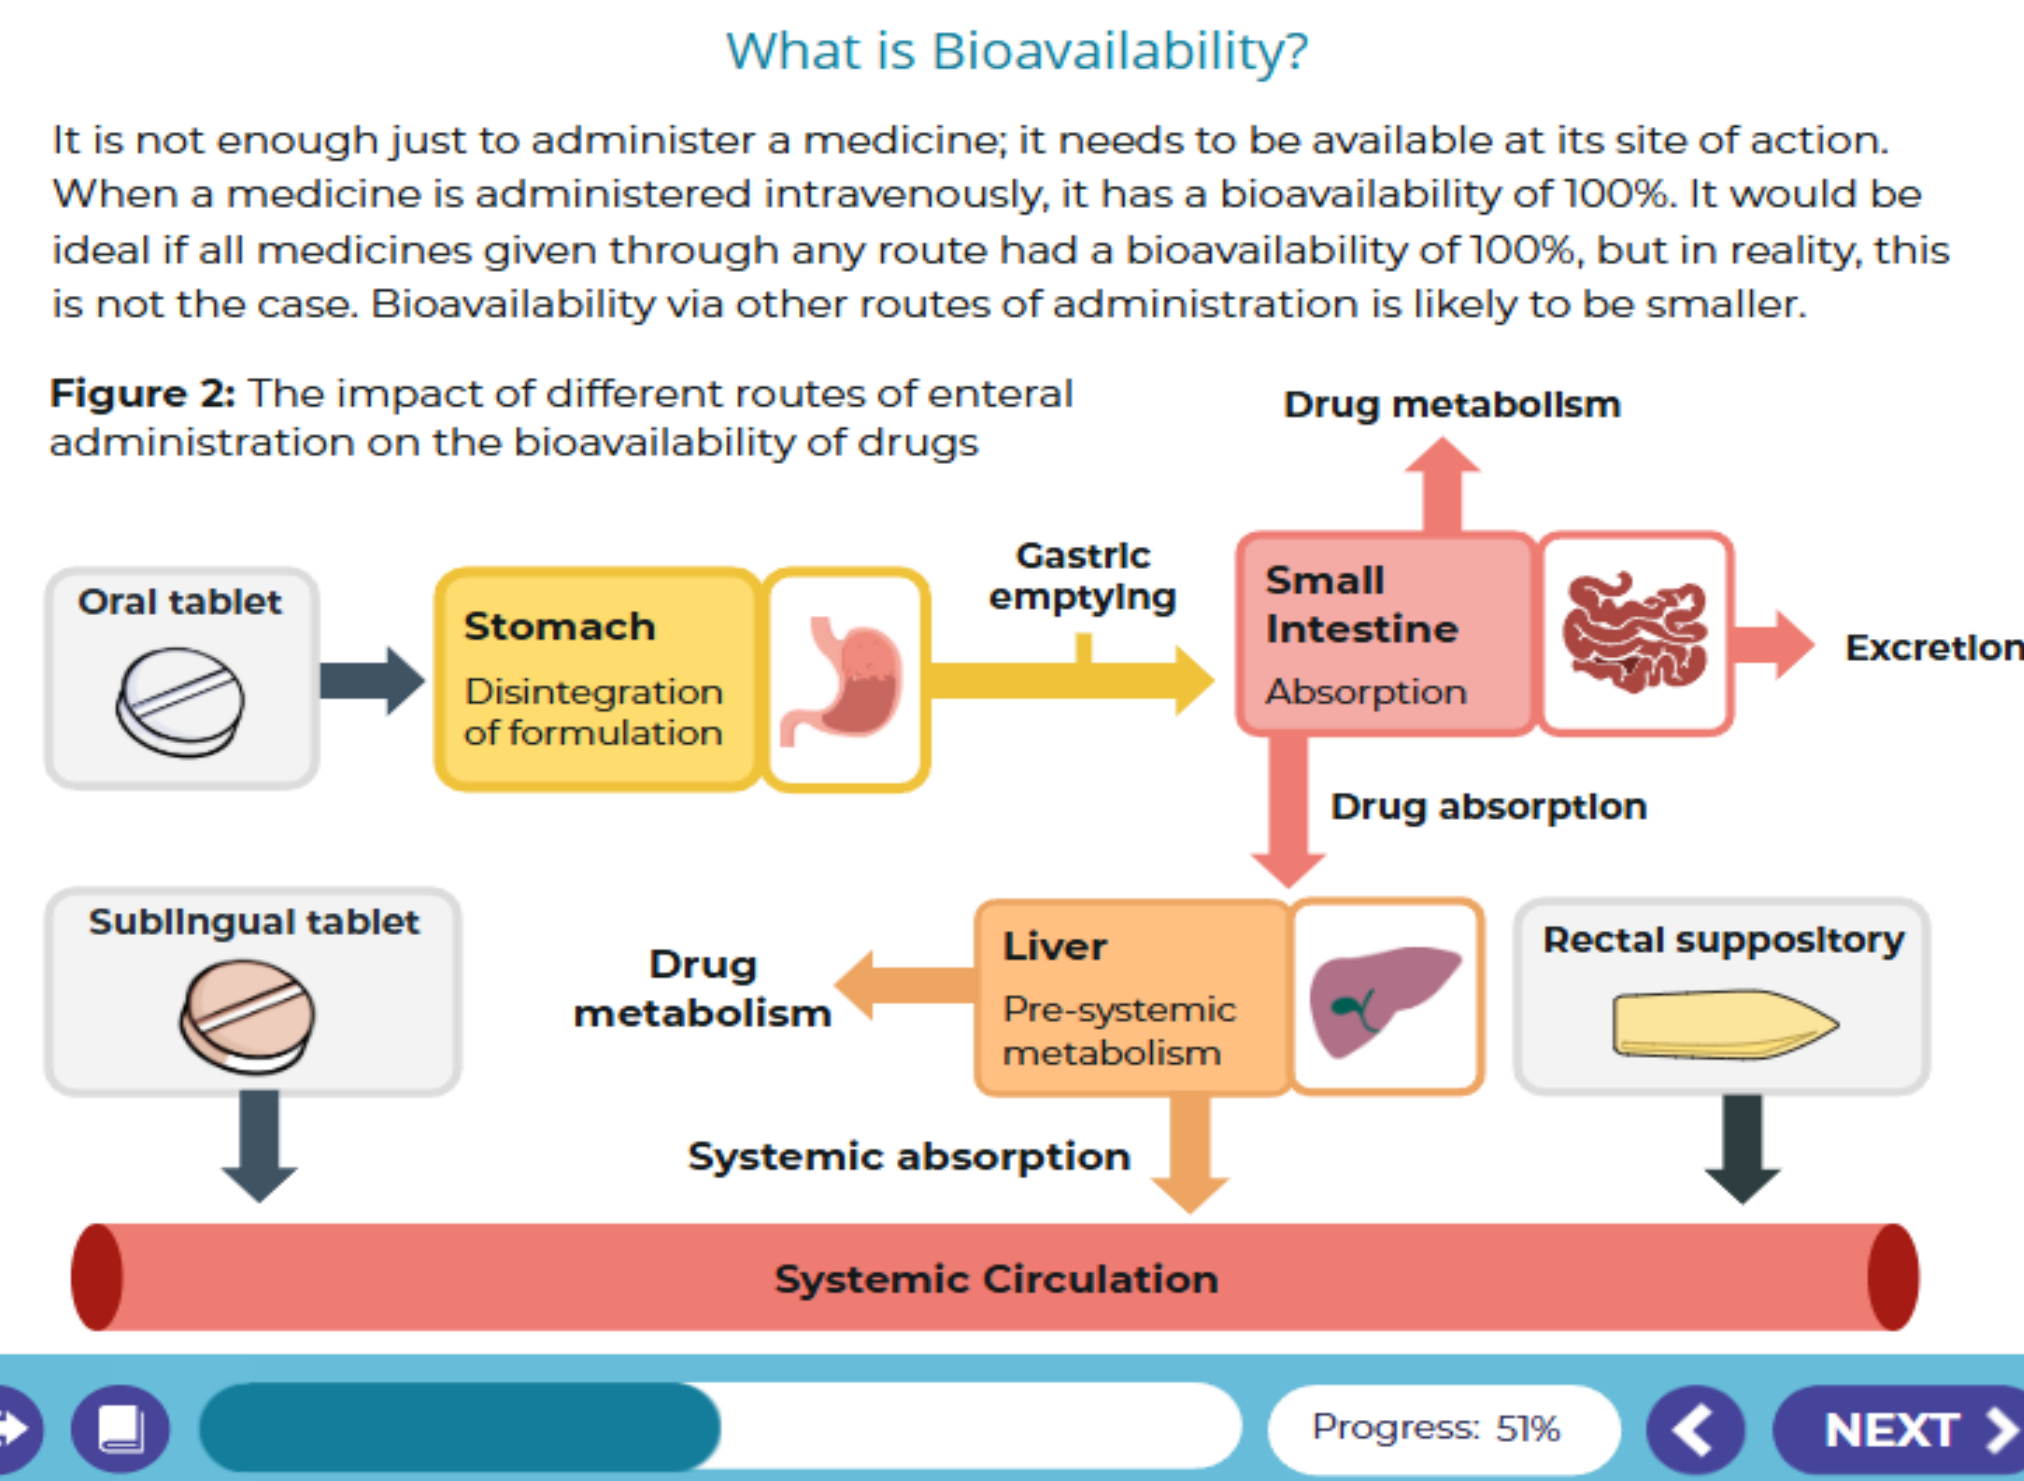 What is Bioavailability?
It is not enough just to administer a medicine; it needs to be available at its site of action.
When a medicine is administered intravenously, it has a bioavailability of 100%. It would be
ideal if all medicines given through any route had a bioavailability of 100%, but in reality, this
is not the case. Bioavailability via other routes of administration is likely to be smaller.
Figure 2: The impact of different routes of enteral
administration on the bioavailability of drugs
Drug metabolism
Oral tablet
Stomach
Disintegration
of formulation
Gastric
emptying
Small
Intestine
Absorption
Excretion
Drug absorption
Sublingual tablet
Drug
metabolism
Liver
Pre-systemic
metabolism
Rectal suppository
Systemic absorption
Systemic Circulation
Progress: 51%
NEXT